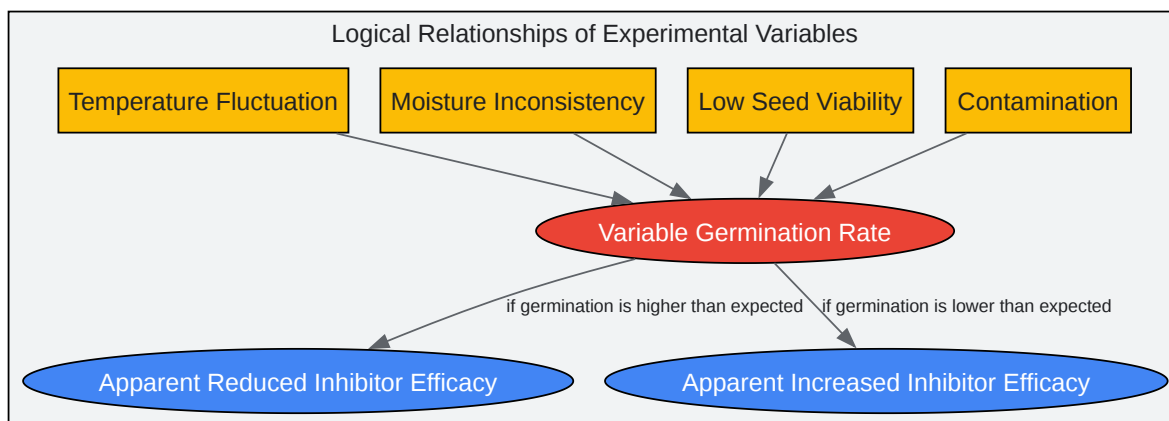 Logical Relationships of Experimental Variables
Temperature Fluctuation
Moisture Inconsistency
Low Seed Viability
Contamination
Variable Germination Rate
if germination is higher than expected
if germination is lower than expected
Apparent Reduced Inhibitor Efficacy
Apparent Increased Inhibitor Efficacy